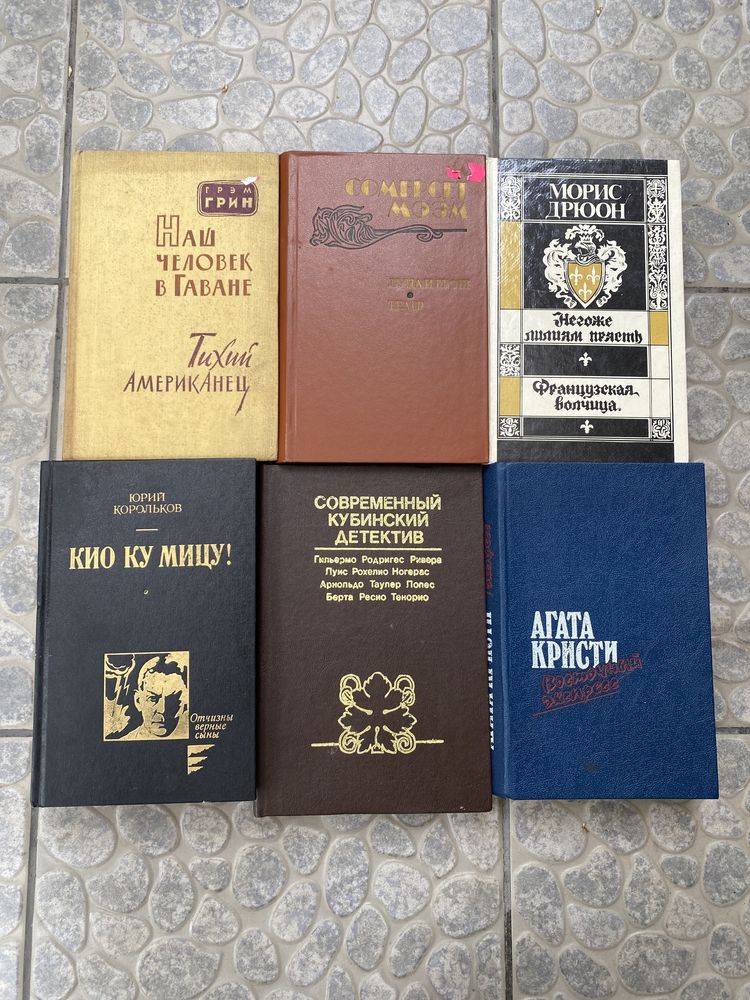 ГРЭМ
ГРИН
НАШ
ЧЕЛОВЕК
В ГАВАНЕ
ТИХИЙ
АМЕРИКАНЕЦ
СОМЕРСЕТ
МОЭМ
ТЕАТР
МОРИС
ДРЮОН
Негоже
лилиям прясть
Французская
волчица.
ЮРИЙ
КОРОЛЬКОВ
КИО КУ МИЦУ!
Отчизны
верные
сыны
СОВРЕМЕННЫЙ
КУБИНСКИЙ
ДЕТЕКТИВ
Гильермо Родригес Ривера
Луис Рохелио Ногерас
Арнольдо Таулер Лопес
Берта Ресио Тенорио
АГАТА
КРИСТИ
Восточный
экспресс